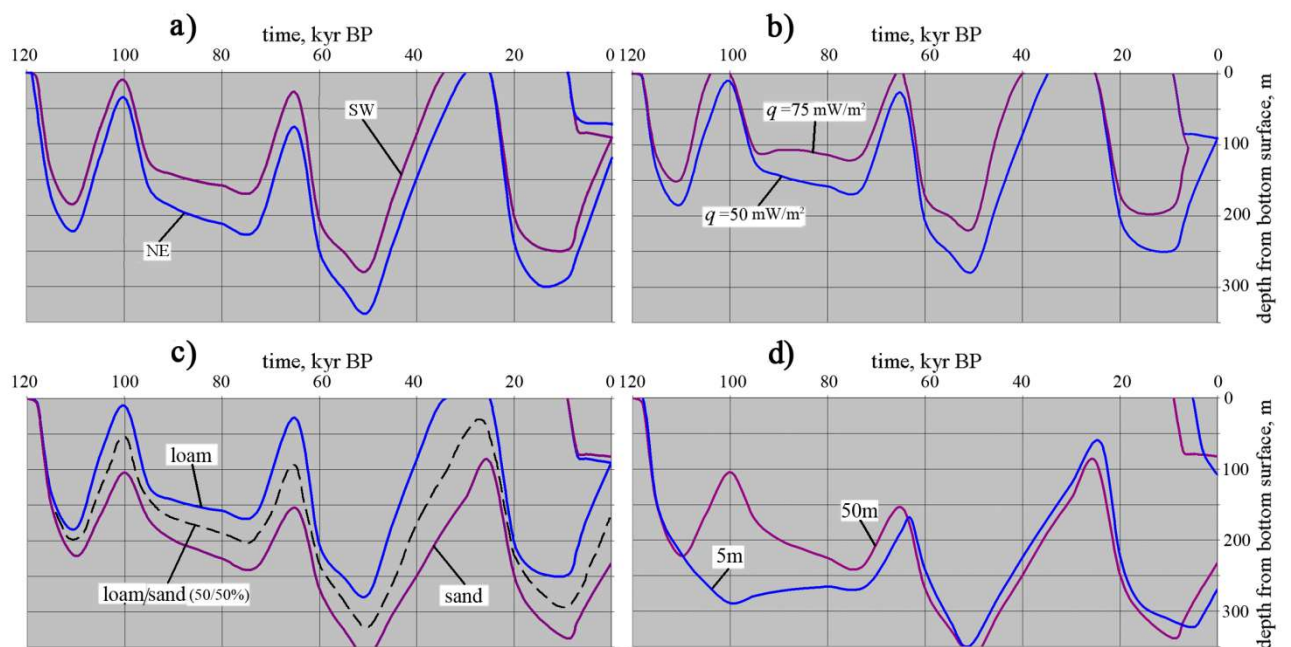 a)
time, kyr BP
120 100 80 60 40 20 0
SW
NE
b)
time, kyr BP
120 100 80 60 40 20 0
q =75 mW/m²
q =50 mW/m²
0
100
200
300
depth from bottom surface, m
c)
time, kyr BP
120 100 80 60 40 20 0
loam
loam/sand (50/50%)
sand
d)
time, kyr BP
120 100 80 60 40 20 0
50m
5m
0
100
200
300
depth from bottom surface, m